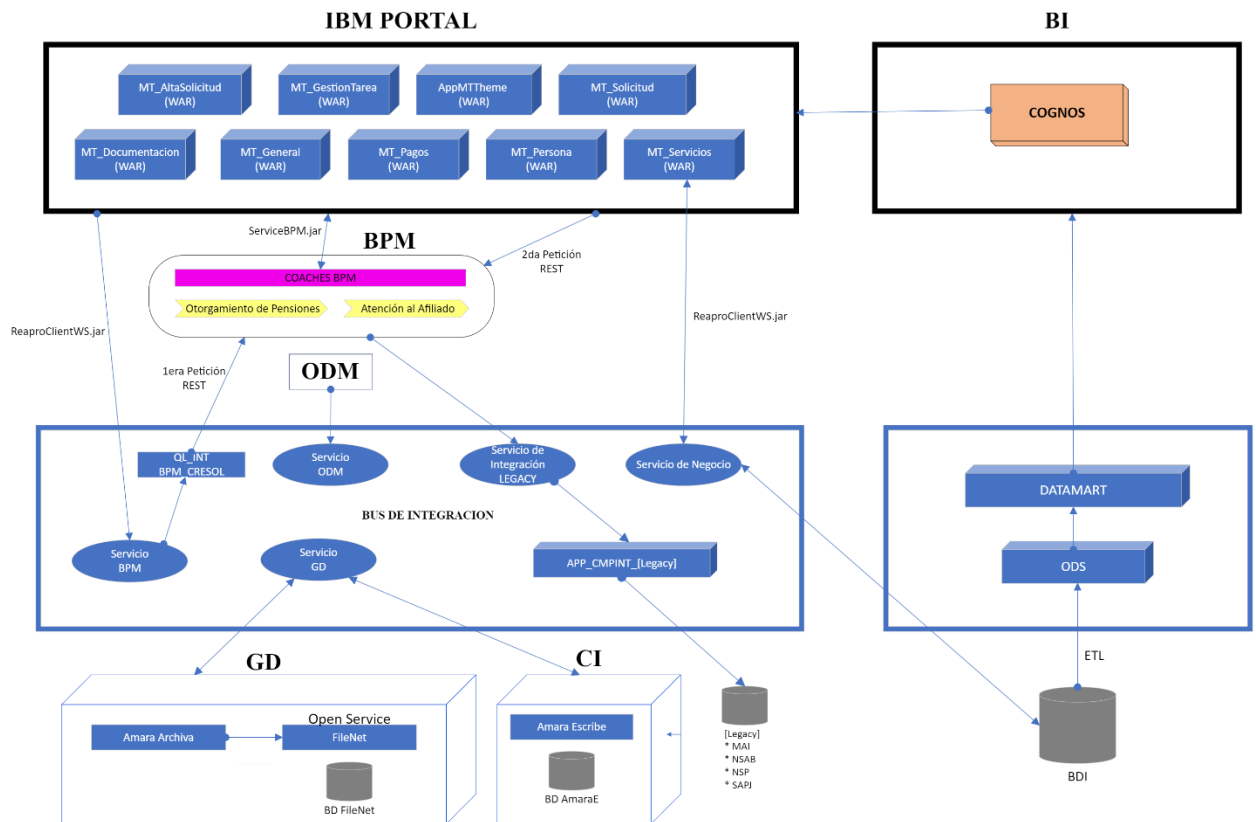 IBM PORTAL
BI
MT_AltaSolicitud
(WAR)
MT_GestionTarea
(WAR)
AppMTTheme
(WAR)
MT_Solicitud
(WAR)
COGNOS
MT_Documentacion
(WAR)
MT_General
(WAR)
MT_Pagos
(WAR)
MT_Persona
(WAR)
MT_Servicios
(WAR)
ServiceBPM.jar
BPM
2da Petición
REST
COACHES BPM
Otorgamiento de Pensiones
Atención al Afiliado
ReaproClientWS.jar
ReaproClientWS.jar
1era Petición
REST
ODM
QL_INT
BPM_CRESOL
Servicio
ODM
Servicio de
Integración
LEGACY
Servicio de Negocio
DATAMART
BUS DE INTEGRACION
Servicio
BPM
Servicio
GD
APP_CMPINT_[Legacy]
ODS
GD
CI
ETL
Open Service
Amara Archiva
FileNet
Amara Escribe
[Legacy]
* MAI
* NSAB
* NSP
* SAPJ
BD FileNet
BD AmaraE
BDI